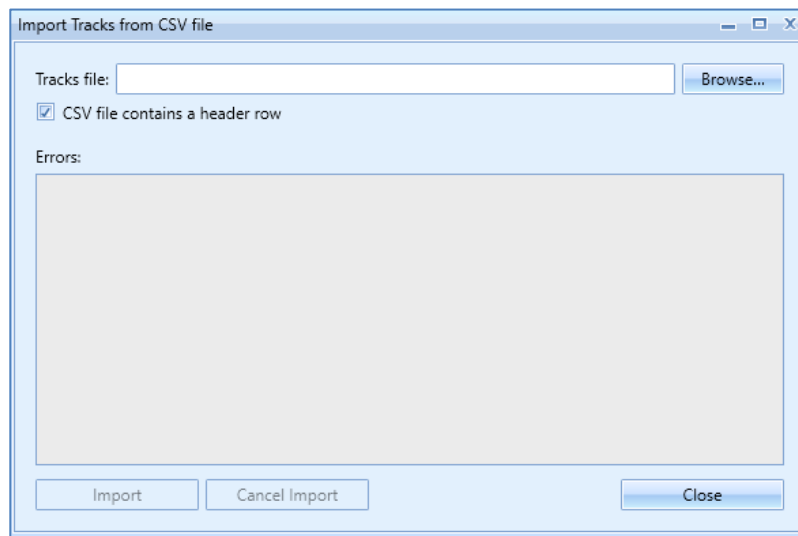 Import Tracks from CSV file
Tracks file:
Browse...
CSV file contains a header row
Errors:
Import
Cancel Import
Close